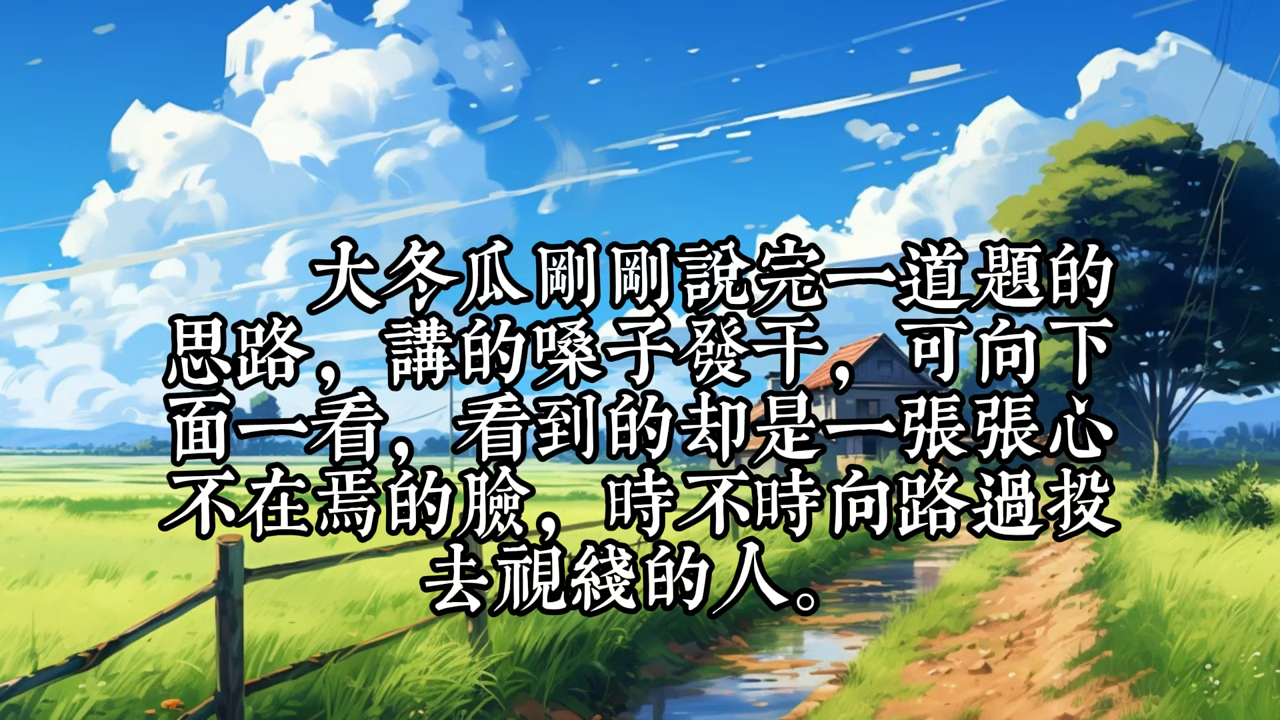 大冬瓜剛剛說完一道題的
思路，講的嗓子發干，可向下
面一看，看到的却是一張張心
不在焉的臉，時不時向路過投
去視綫的人。